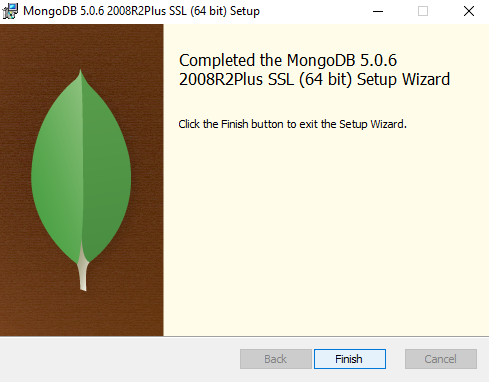 MongoDB 5.0.6 2008R2Plus SSL (64 bit) Setup
Completed the MongoDB 5.0.6
2008R2Plus SSL (64 bit) Setup Wizard
Click the Finish button to exit the Setup Wizard.
Back
Finish
Cancel